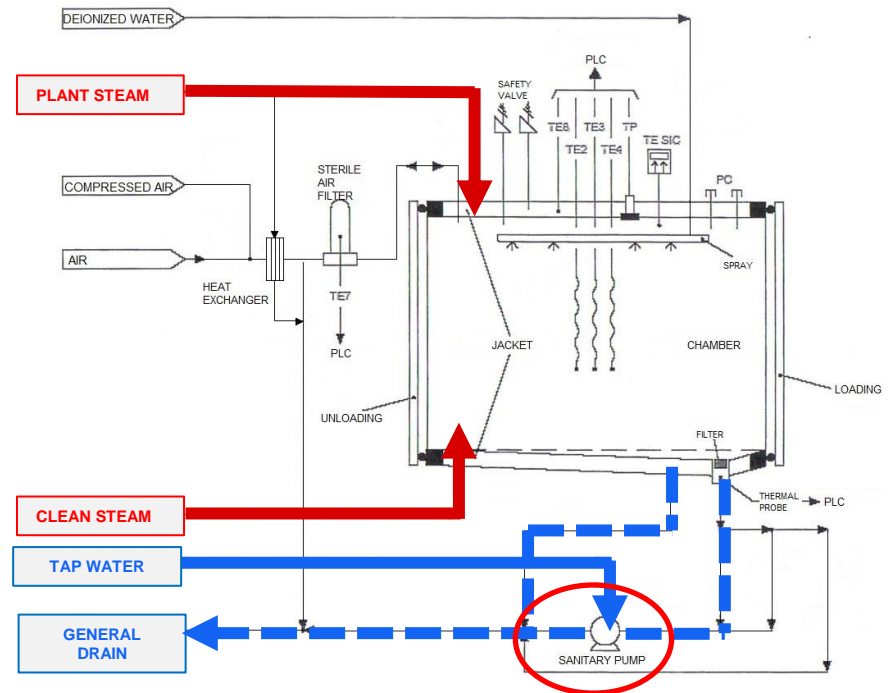 DEIONIZED WATER
PLANT STEAM
SAFETY
VALVE
PLC
TE8
TE3
TP
TE2
TE4
TE SIC
PC
STERILE
AIR
FILTER
COMPRESSED AIR
AIR
HEAT
EXCHANGER
TE7
PLC
SPRAY
JACKET
CHAMBER
UNLOADING
LOADING
FILTER
THERMAL
PROBE
PLC
CLEAN STEAM
TAP WATER
GENERAL
DRAIN
SANITARY PUMP